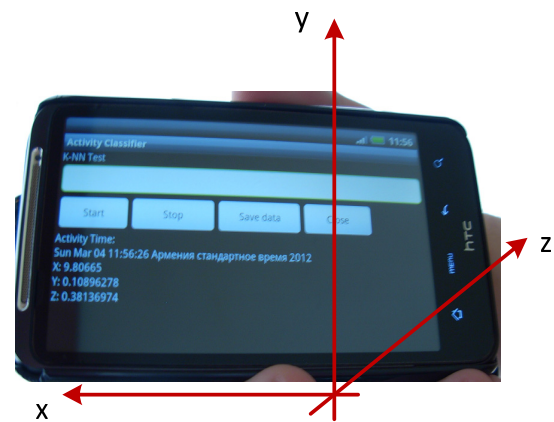 y
11:56
Activity Classifier
K-NN Test
Start Stop Save data Close
Activity Time:
Sun Mar 04 11:56:26 Армения стандартное время 2012
X: 9.80665
Y: 0.10896278
Z: 0.38136974
MENU
hTC
z
x